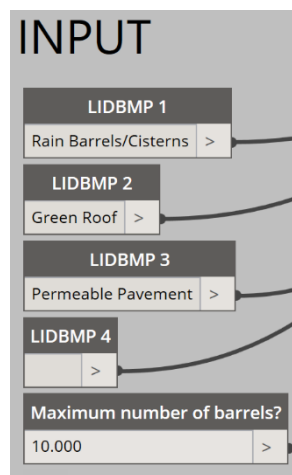 INPUT
LIDBMP 1
Rain Barrels/Cisterns >
LIDBMP 2
Green Roof >
LIDBMP 3
Permeable Pavement >
LIDBMP 4
>
Maximum number of barrels?
10.000 >